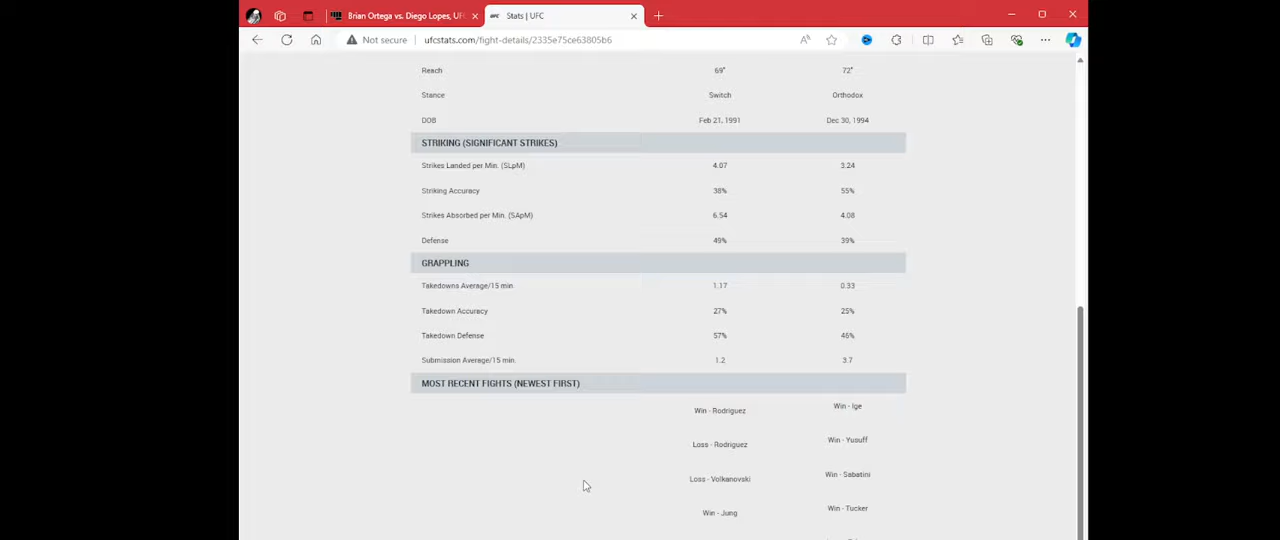 Brian Ortega vs. Diego Lopes, UFC
Stats | UFC
Not secure
ufcstats.com/fight-details/2335e75ce63805b6
Reach 69" 72"
Stance Switch Orthodox
DOB Feb 21, 1991 Dec 30, 1994
STRIKING (SIGNIFICANT STRIKES)
Strikes Landed per Min. (SLpM) 4.07 3.24
Striking Accuracy 38% 55%
Strikes Absorbed per Min. (SApM) 6.54 4.08
Defense 49% 39%
GRAPPLING
Takedowns Average/15 min 1.17 0.33
Takedown Accuracy 27% 25%
Takedown Defense 57% 46%
Submission Average/15 min. 1.2 3.7
MOST RECENT FIGHTS (NEWEST FIRST)
Win - Rodriguez Win - Ige
Loss - Rodriguez Win - Yusuff
Loss - Volkanovski Win - Sabatini
Win - Jung Win - Tucker